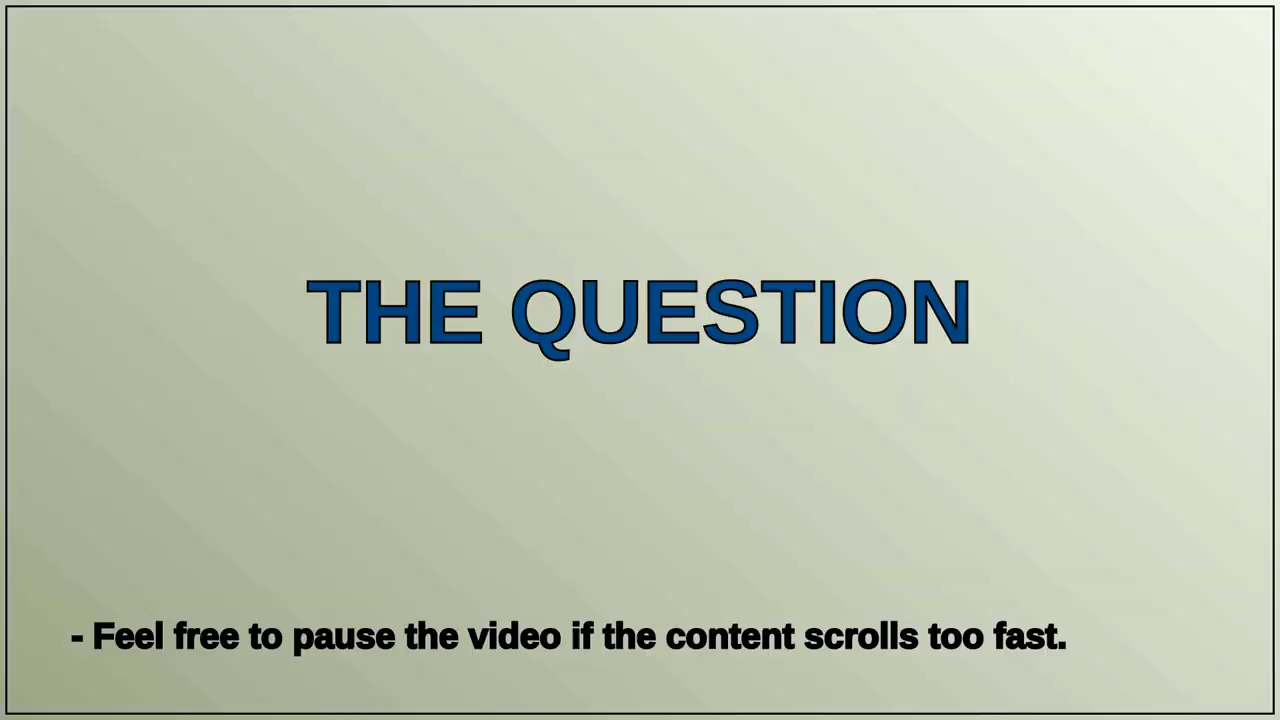 THE QUESTION
- Feel free to pause the video if the content scrolls too fast.